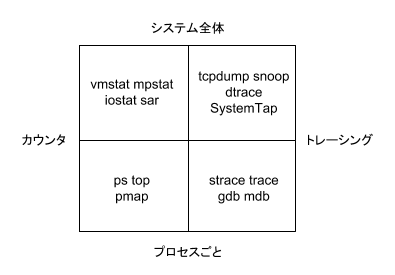 システム全体
vmstat mpstat
iostat sar
tcpdump snoop
dtrace
SystemTap
カウンタ
トレーシング
ps top
pmap
strace trace
gdb mdb
プロセスごと